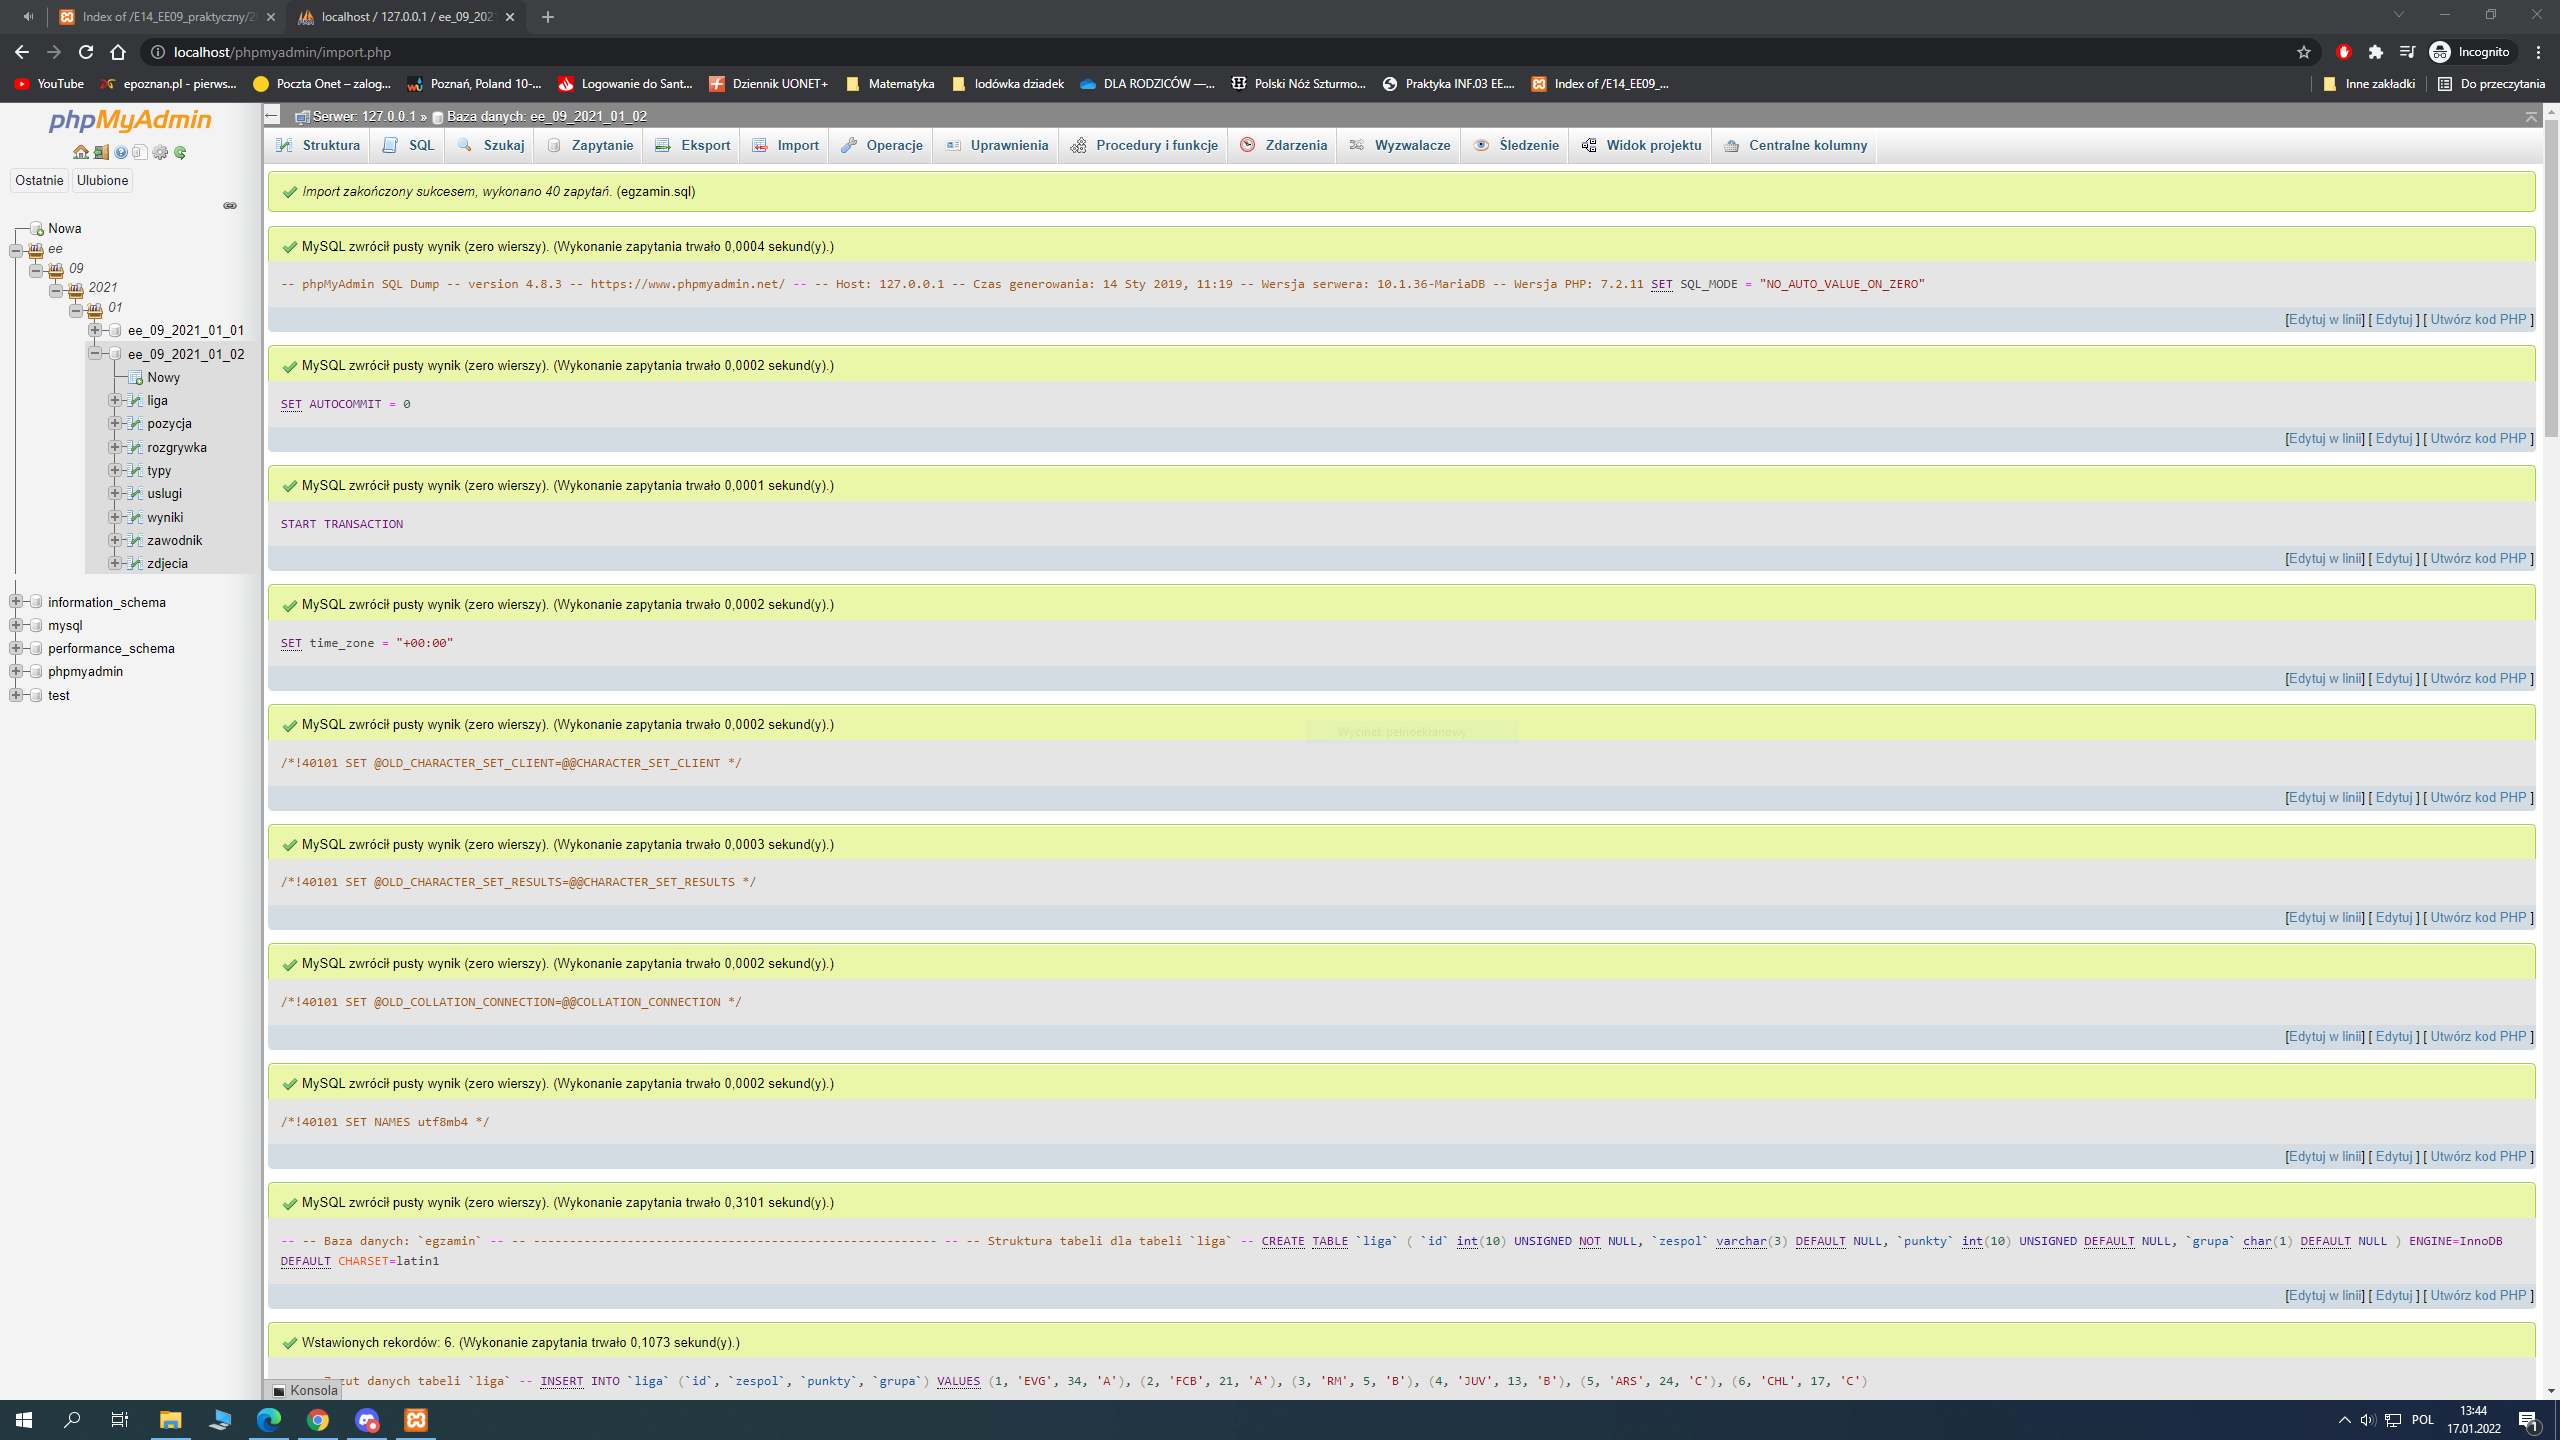 Index of /E14_EE09_praktyczny/2
localhost / 127.0.0.1 / ee_09_202
localhost/phpmyadmin/import.php
Incognito
YouTube
epoznan.pl - pierws...
Poczta Onet – zalog...
Poznań, Poland 10-...
Logowanie do Sant...
Dziennik UONET+
Matematyka
lodówka dziadek
DLA RODZICÓW —...
Polski Nóż Szturmo...
Praktyka INF.03 EE....
Index of /E14_EE09_...
Inne zakładki
Do przeczytania
phpMyAdmin
Ostatnie
Ulubione
Nowa
ee
09
2021
01
ee_09_2021_01_01
ee_09_2021_01_02
Nowy
liga
pozycja
rozgrywka
typy
uslugi
wyniki
zawodnik
zdjecia
information_schema
mysql
performance_schema
phpmyadmin
test
Serwer: 127.0.0.1 » Baza danych: ee_09_2021_01_02
Struktura
SQL
Szukaj
Zapytanie
Eksport
Import
Operacje
Uprawnienia
Procedury i funkcje
Zdarzenia
Wyzwalacze
Śledzenie
Widok projektu
Centralne kolumny
Import zakończony sukcesem, wykonano 40 zapytań. (egzamin.sql)
MySQL zwrócił pusty wynik (zero wierszy). (Wykonanie zapytania trwało 0,0004 sekund(y).)
-- phpMyAdmin SQL Dump -- version 4.8.3 -- https://www.phpmyadmin.net/ -- -- Host: 127.0.0.1 -- Czas generowania: 14 Sty 2019, 11:19 -- Wersja serwera: 10.1.36-MariaDB -- Wersja PHP: 7.2.11 SET SQL_MODE = "NO_AUTO_VALUE_ON_ZERO"
[Edytuj w linii] [ Edytuj ] [ Utwórz kod PHP ]
MySQL zwrócił pusty wynik (zero wierszy). (Wykonanie zapytania trwało 0,0002 sekund(y).)
SET AUTOCOMMIT = 0
[Edytuj w linii] [ Edytuj ] [ Utwórz kod PHP ]
MySQL zwrócił pusty wynik (zero wierszy). (Wykonanie zapytania trwało 0,0001 sekund(y).)
START TRANSACTION
[Edytuj w linii] [ Edytuj ] [ Utwórz kod PHP ]
MySQL zwrócił pusty wynik (zero wierszy). (Wykonanie zapytania trwało 0,0002 sekund(y).)
SET time_zone = "+00:00"
[Edytuj w linii] [ Edytuj ] [ Utwórz kod PHP ]
MySQL zwrócił pusty wynik (zero wierszy). (Wykonanie zapytania trwało 0,0002 sekund(y).)
Wycinek pełnoekranowy
/*!40101 SET @OLD_CHARACTER_SET_CLIENT=@@CHARACTER_SET_CLIENT */
[Edytuj w linii] [ Edytuj ] [ Utwórz kod PHP ]
MySQL zwrócił pusty wynik (zero wierszy). (Wykonanie zapytania trwało 0,0003 sekund(y).)
/*!40101 SET @OLD_CHARACTER_SET_RESULTS=@@CHARACTER_SET_RESULTS */
[Edytuj w linii] [ Edytuj ] [ Utwórz kod PHP ]
MySQL zwrócił pusty wynik (zero wierszy). (Wykonanie zapytania trwało 0,0002 sekund(y).)
/*!40101 SET @OLD_COLLATION_CONNECTION=@@COLLATION_CONNECTION */
[Edytuj w linii] [ Edytuj ] [ Utwórz kod PHP ]
MySQL zwrócił pusty wynik (zero wierszy). (Wykonanie zapytania trwało 0,0002 sekund(y).)
/*!40101 SET NAMES utf8mb4 */
[Edytuj w linii] [ Edytuj ] [ Utwórz kod PHP ]
MySQL zwrócił pusty wynik (zero wierszy). (Wykonanie zapytania trwało 0,3101 sekund(y).)
-- -- Baza danych: `egzamin` -- -- -------------------------------------------------------- -- -- Struktura tabeli dla tabeli `liga` -- CREATE TABLE `liga` ( `id` int(10) UNSIGNED NOT NULL, `zespol` varchar(3) DEFAULT NULL, `punkty` int(10) UNSIGNED DEFAULT NULL, `grupa` char(1) DEFAULT NULL ) ENGINE=InnoDB
DEFAULT CHARSET=latin1
[Edytuj w linii] [ Edytuj ] [ Utwórz kod PHP ]
Wstawionych rekordów: 6. (Wykonanie zapytania trwało 0,1073 sekund(y).)
zut danych tabeli `liga` -- INSERT INTO `liga` (`id`, `zespol`, `punkty`, `grupa`) VALUES (1, 'EVG', 34, 'A'), (2, 'FCB', 21, 'A'), (3, 'RM', 5, 'B'), (4, 'JUV', 13, 'B'), (5, 'ARS', 24, 'C'), (6, 'CHL', 17, 'C')
Konsola
POL
13:44
17.01.2022
1